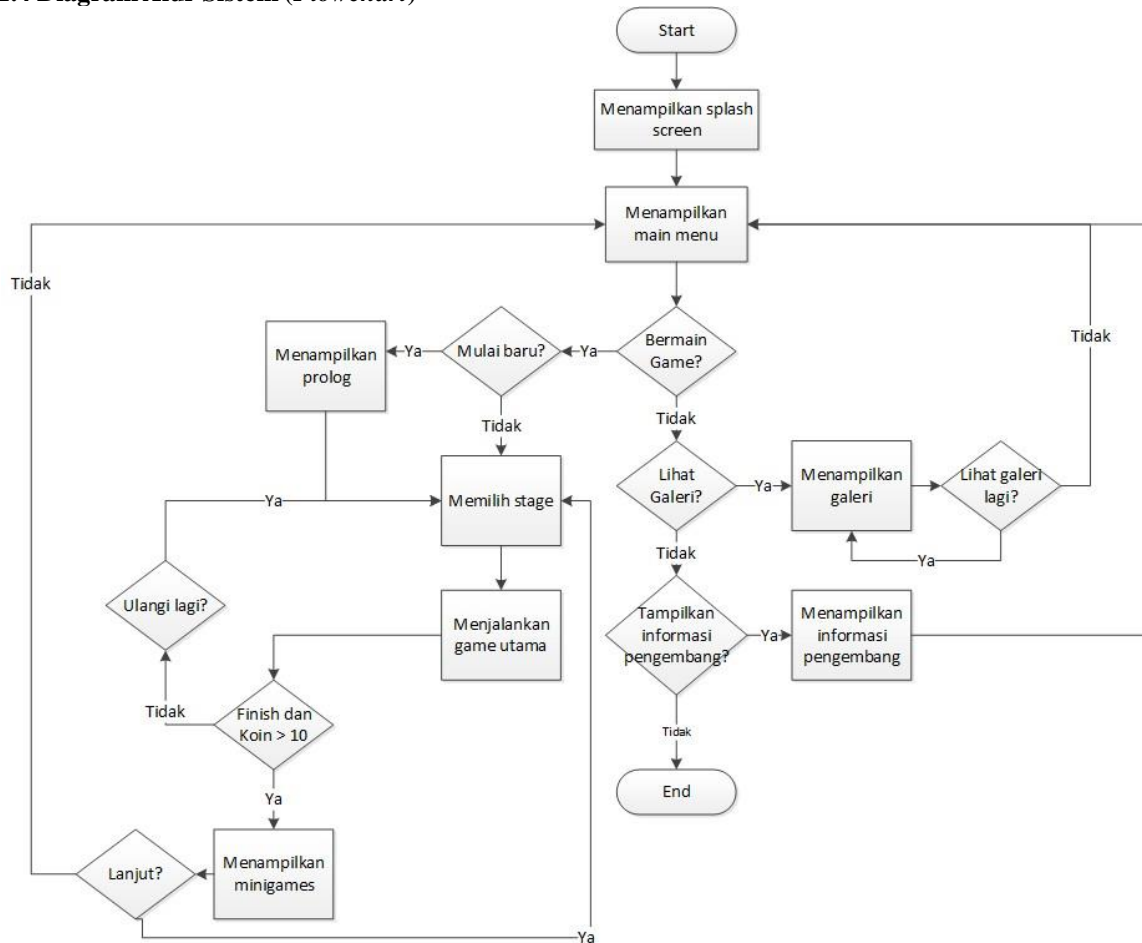 Start
Menampilkan splash
screen
Menampilkan
main menu
Tidak
Tidak
Menampilkan
prolog
Ya
Mulai baru?
Ya
Bermain
Game?
Tidak
Tidak
Ya
Memilih stage
Lihat
Galeri?
Ya
Menampilkan
galeri
Lihat galeri
lagi?
Ya
Tidak
Ulangi lagi?
Menjalankan
game utama
Tampilkan
informasi
pengembang?
Ya
Menampilkan
informasi
pengembang
Tidak
Finish dan
Koin > 10
Tidak
Ya
End
Lanjut?
Menampilkan
minigames
Ya